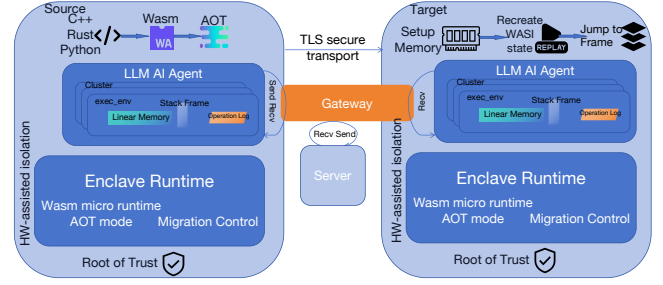 Source
C++
Rust
Python
Wasm
WA
AOT
LLM AI Agent
Cluster
exec_env
Stack Frame
Linear Memory
Operation Log
HW-assisted isolation
Enclave Runtime
Wasm micro runtime
AOT mode
Migration Control
Root of Trust
TLS secure
transport
Send Recv
Gateway
Recv
Recv Send
Server
Target
Setup
Memory
Recreate
WASI
state
REPLAY
Jump to
Frame
LLM AI Agent
Cluster
exec_env
Stack Frame
Linear Memory
Operation Log
HW-assisted isolation
Enclave Runtime
Wasm micro runtime
AOT mode
Migration Control
Root of Trust